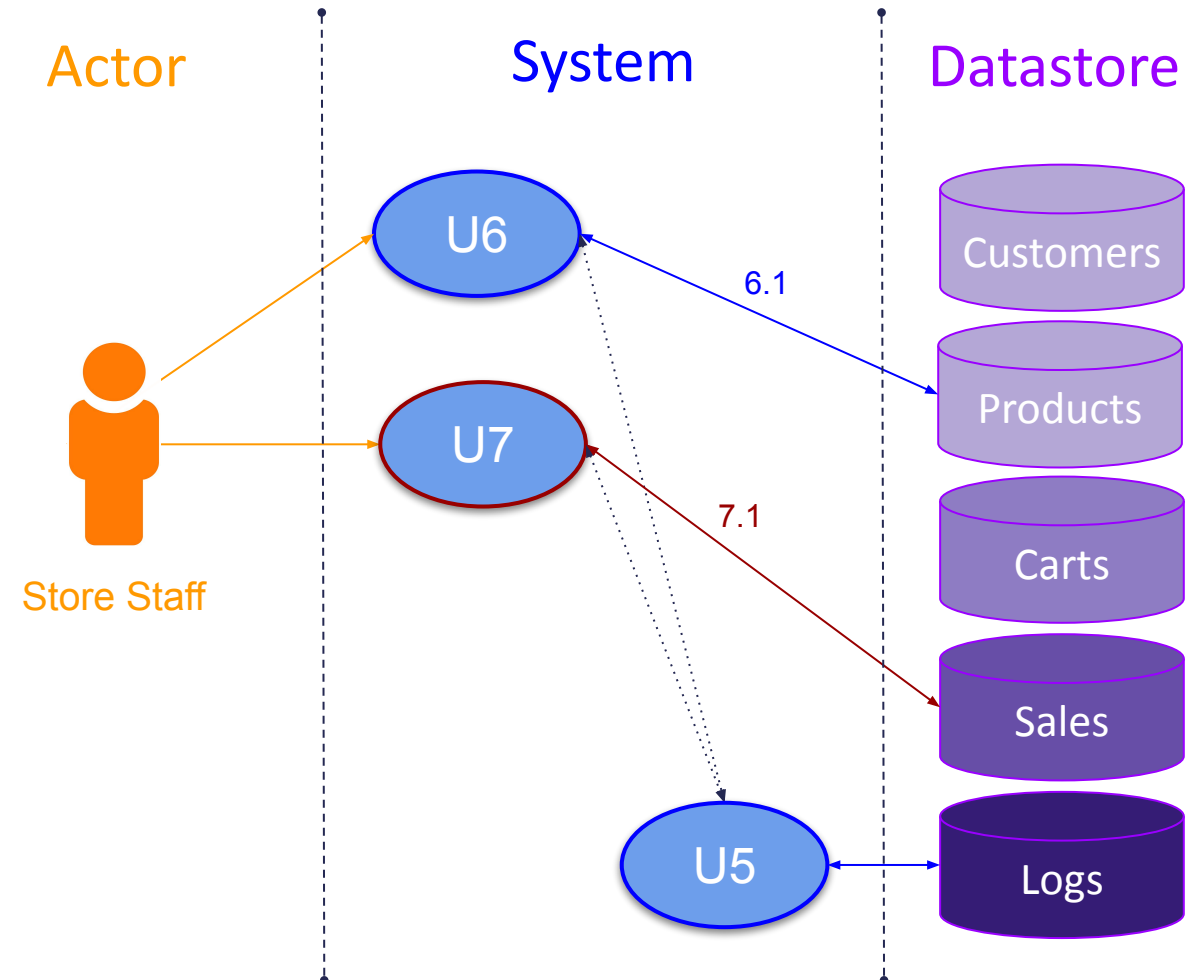 Actor
System
Datastore
U6
Customers
6.1
Products
U7
7.1
Carts
Store Staff
Sales
U5
Logs